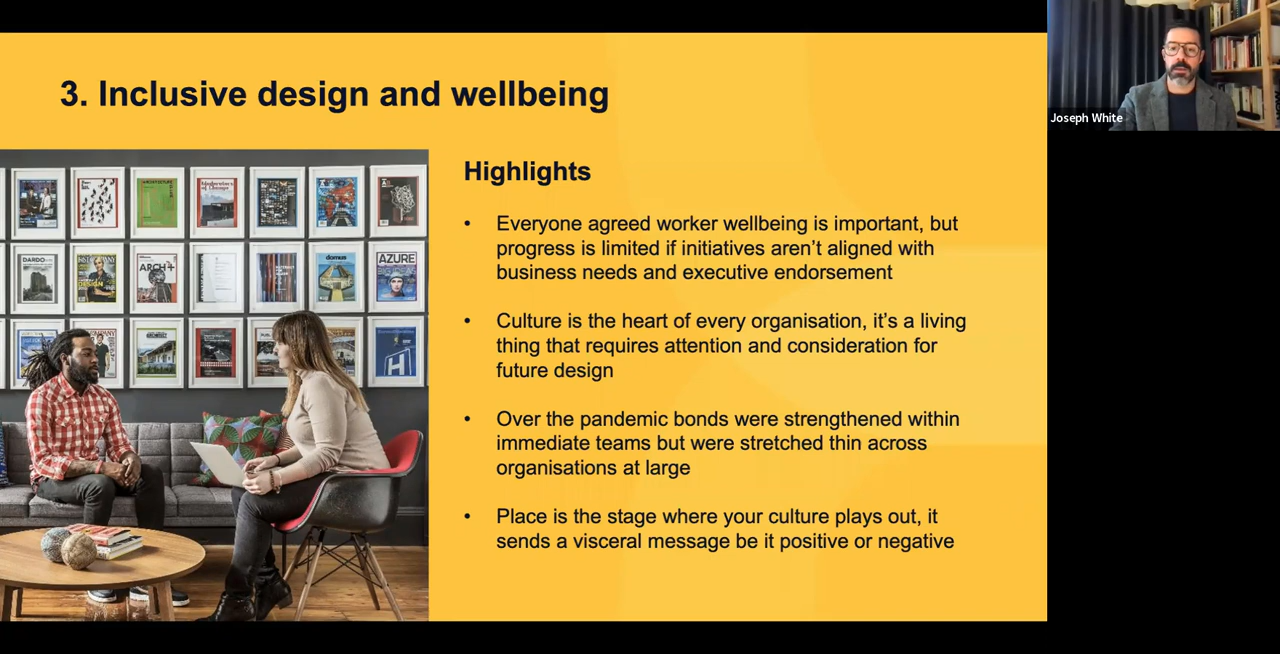 3. Inclusive design and wellbeing
Highlights
• Everyone agreed worker wellbeing is important, but
progress is limited if initiatives aren’t aligned with
business needs and executive endorsement
• Culture is the heart of every organisation, it’s a living
thing that requires attention and consideration for
future design
• Over the pandemic bonds were strengthened within
immediate teams but were stretched thin across
organisations at large
• Place is the stage where your culture plays out, it
sends a visceral message be it positive or negative
Joseph White
DARDO
ARCH+
domus
AZURE
H